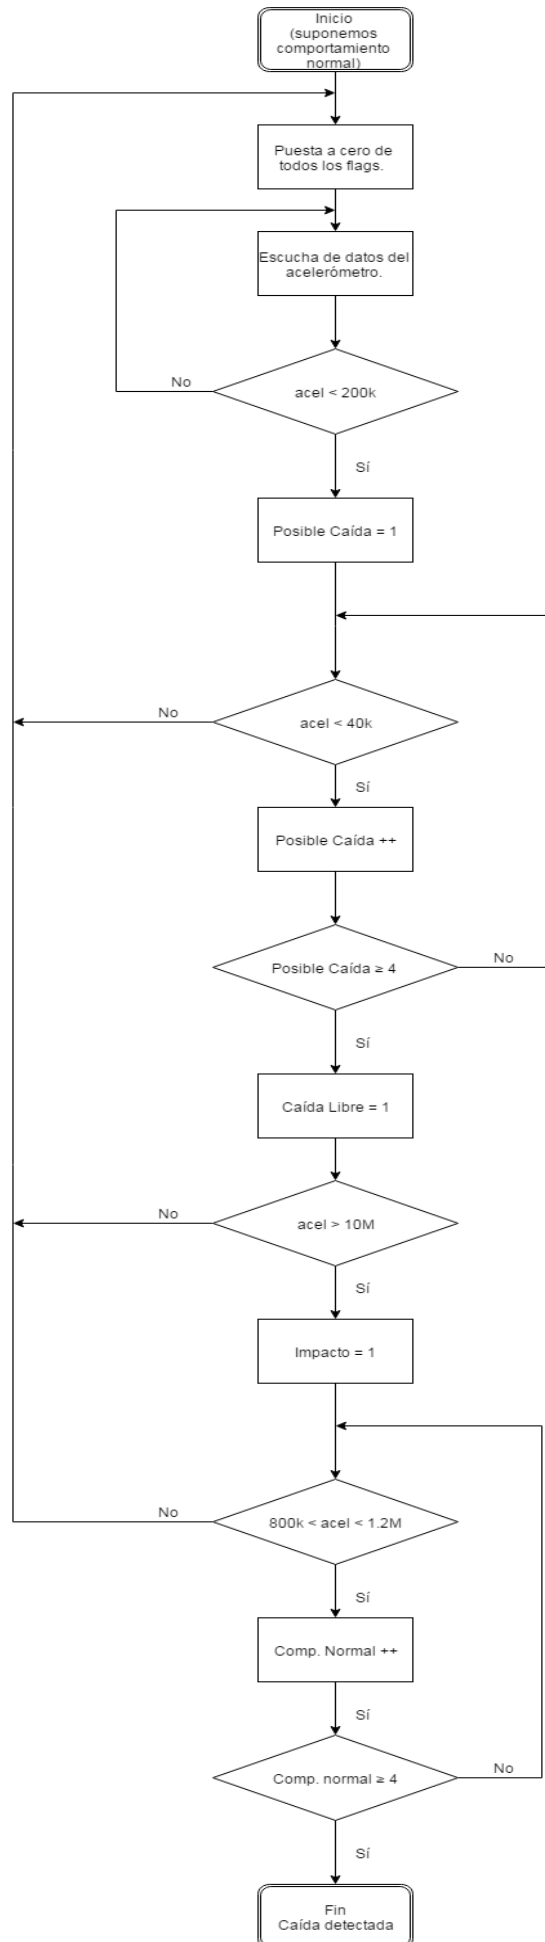 Inicio
(suponemos
comportamiento
normal)
Puesta a cero de
todos los flags.
Escucha de datos del
acelerómetro.
No
acel < 200k
Sí
Posible Caída = 1
No
acel < 40k
Sí
Posible Caída ++
Posible Caída ≥ 4
No
Sí
Caída Libre = 1
No
acel > 10M
Sí
Impacto = 1
No
800k < acel < 1.2M
Sí
Comp. Normal ++
Sí
Comp. normal ≥ 4
No
Sí
Fin
Caída detectada